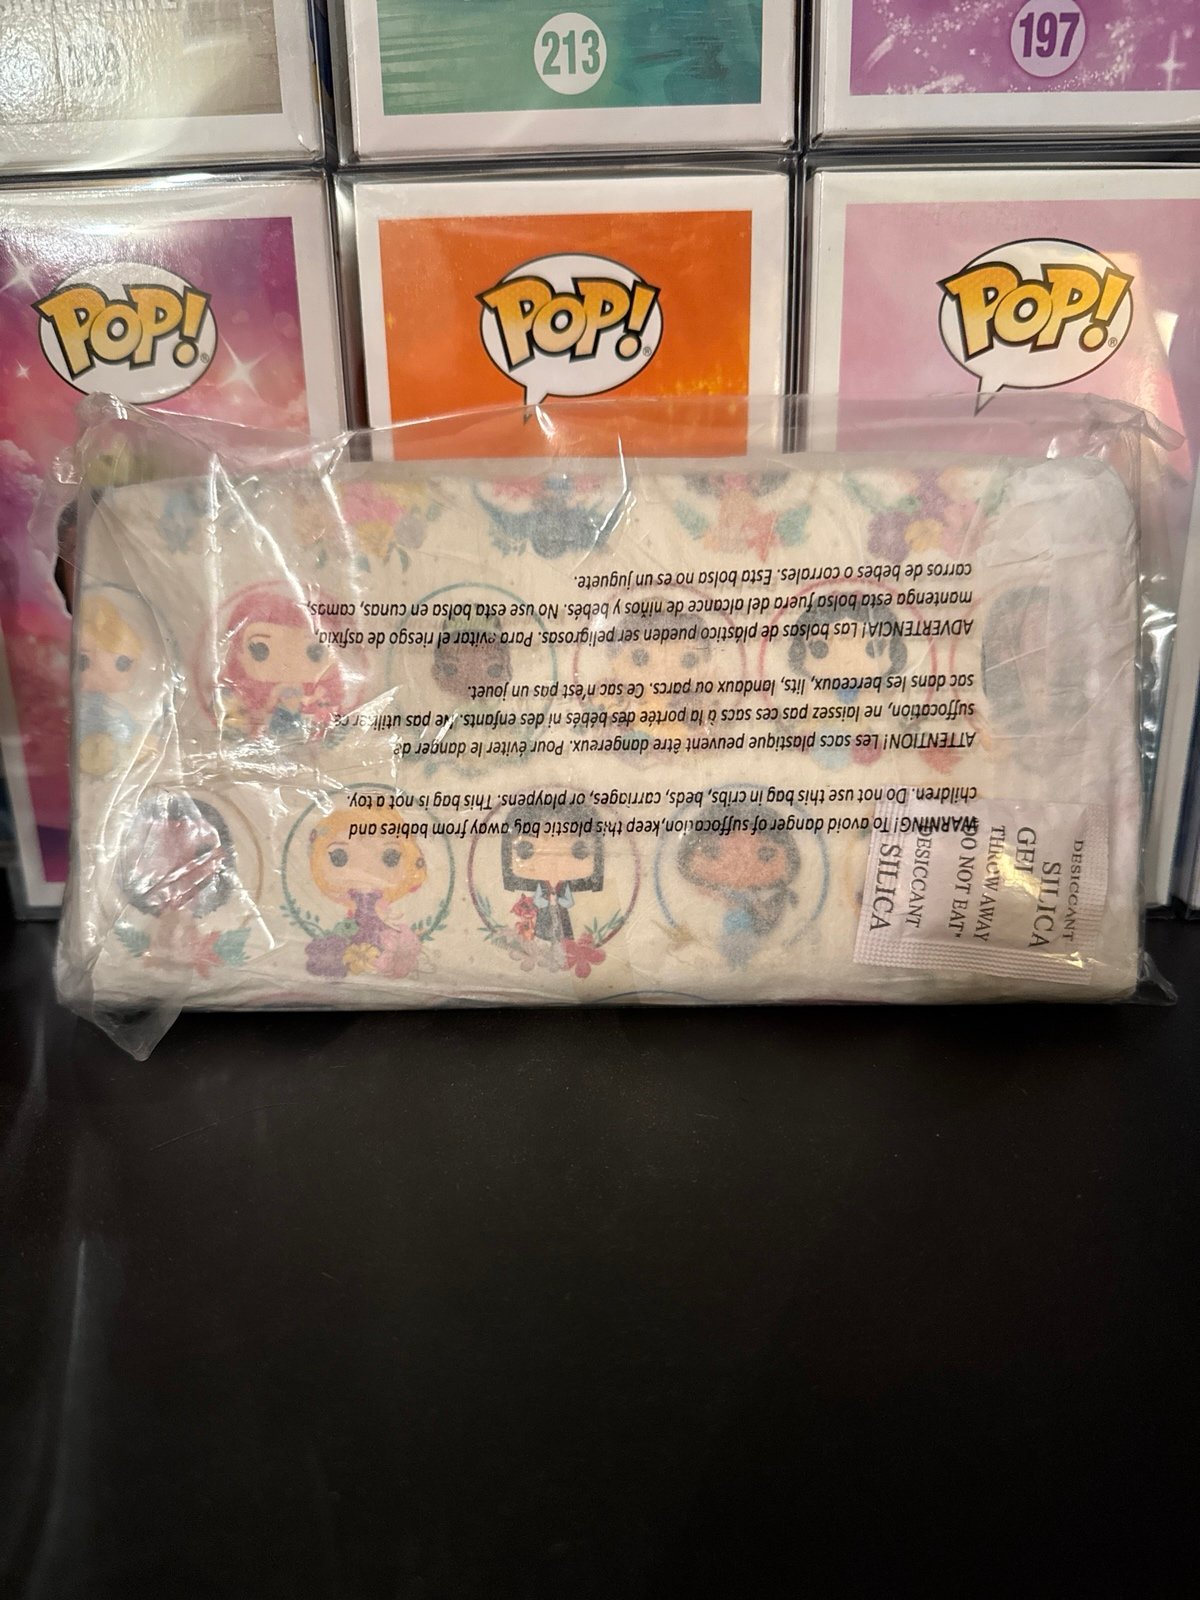 213
197
POP!
POP!
POP!
WARNING! To avoid danger of suffocation,keep this plastic bag away from babies and
children. Do not use this bag in cribs, beds, carriages, or playpens. This bag is not a toy.
ATTENTION! Les sacs plastique peuvent être dangereux. Pour éviter le danger de
suffocation, ne laissez pas ces sacs à la portée des bébés ni des enfants. Ne pas utiliser ce
sac dans les berceaux, lits, landaux ou parcs. Ce sac n'est pas un jouet.
ADVERTENCIA! Las bolsas de plástico pueden ser peligrosas. Para evitar el riesgo de asfixia,
mantenga esta bolsa fuera del alcance de niños y bebés. No use esta bolsa en cunas, camas,
carros de bebes o corrales. Esta bolsa no es un juguete.
DESICCANT
SILICA
GEL
THROW AWAY
"DO NOT EAT"
DESICCANT
SILICA